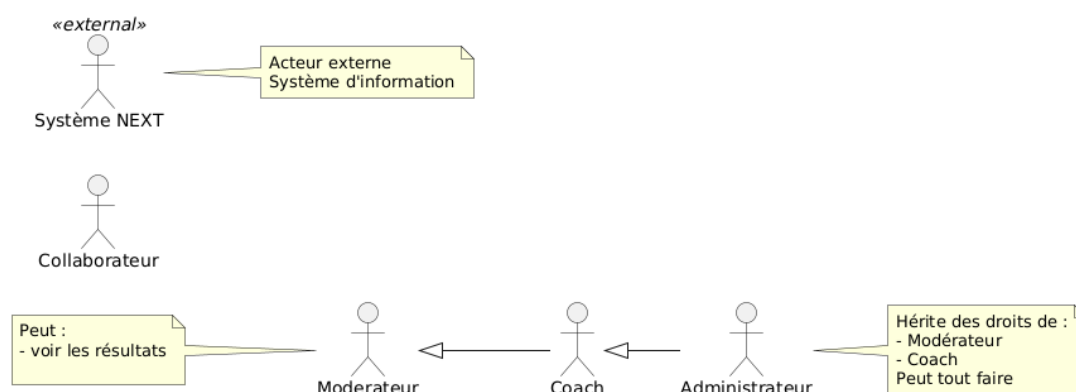 «external»
Acteur externe
Système d'information
Système NEXT
Collaborateur
Peut :
- voir les résultats
Hérite des droits de :
- Modérateur
- Coach
Peut tout faire
Moderateur
Coach
Administrateur